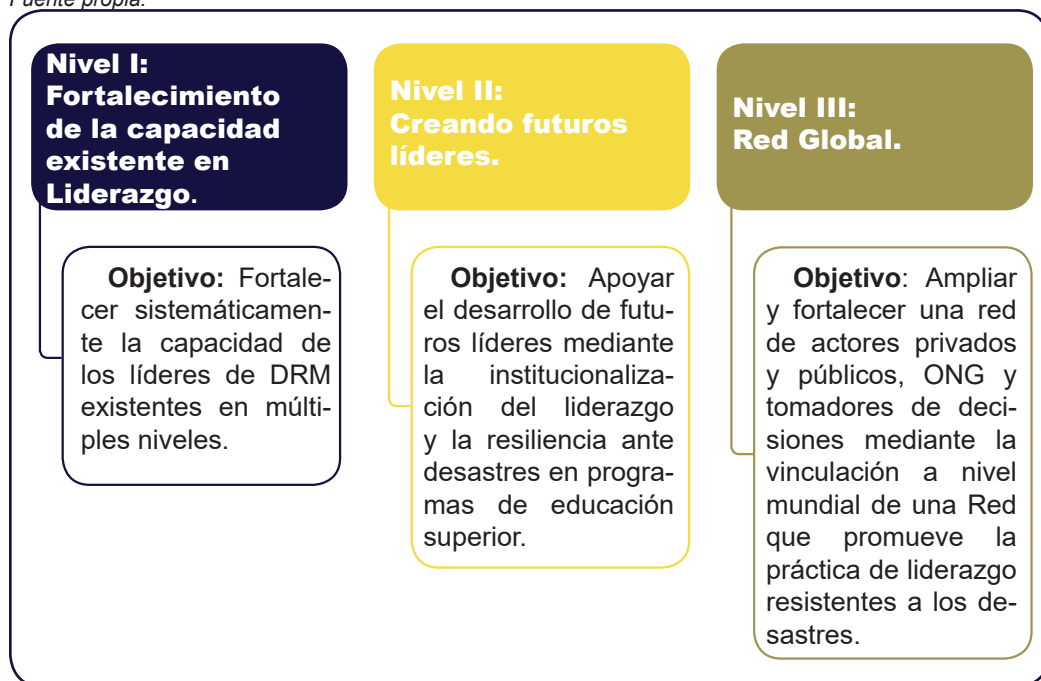 Fuente propia.
Nivel I:
Fortalecimiento
de la capacidad
existente en
Liderazgo.
Objetivo: Fortale-
cer sistemáticamen-
te la capacidad de
los líderes de DRM
existentes en múlti-
ples niveles.
Nivel II:
Creando futuros
líderes.
Objetivo: Apoyar
el desarrollo de futu-
ros líderes mediante
la institucionaliza-
ción del liderazgo
y la resiliencia ante
desastres en progra-
mas de educación
superior.
Nivel III:
Red Global.
Objetivo: Ampliar
y fortalecer una red
de actores privados
y públicos, ONG y
tomadores de deci-
siones mediante la
vinculación a nivel
mundial de una Red
que promueve la
práctica de liderazgo
resistentes a los de-
sastres.